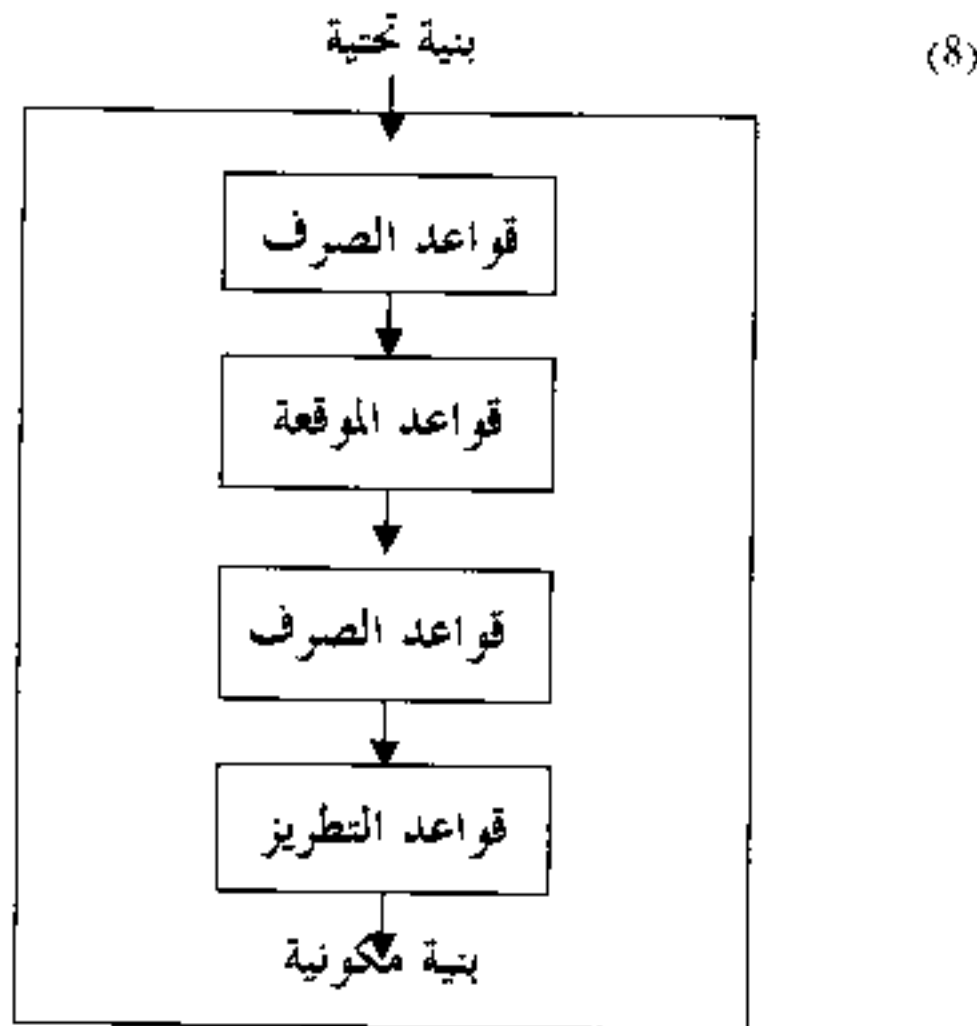 (8)
بنية تحتية
قواعد الصرف
قواعد الموقعة
قواعد الصرف
قواعد التطريز
بنية مكونية